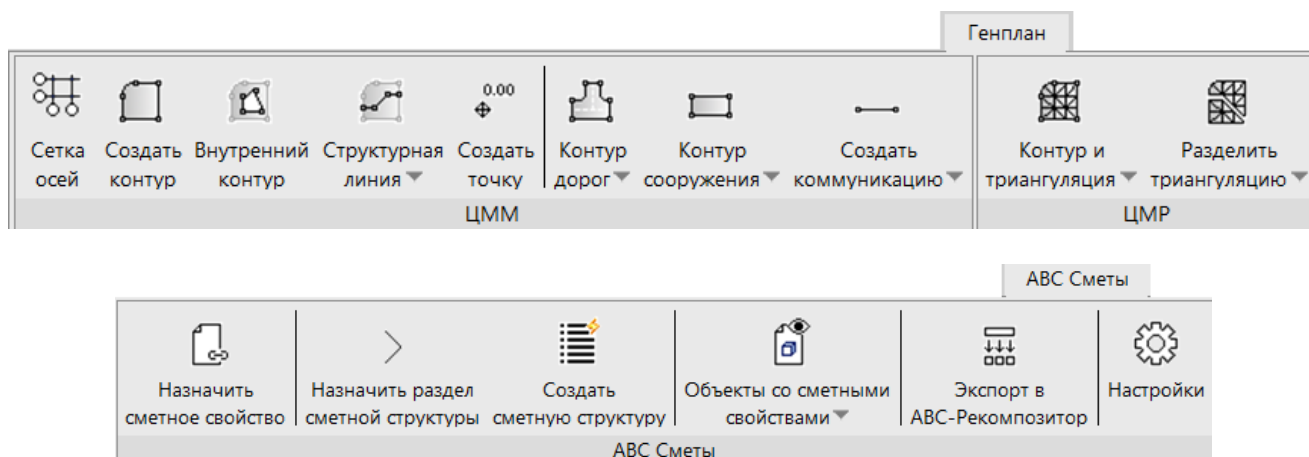 Генплан
Сетка Создать Внутренний Структурная 0.00 Создать Контур Контур Создать Контур и Разделить
осей контур контур линия точку дорог сооружения коммуникацию триангуляция триангуляцию
ЦММ ЦМР
АВС Сметы
Назначить Назначить раздел Создать Объекты со сметными Экспорт в Настройки
сметное свойство сметной структуры сметную структуру свойствами АВС-Рекомпозитор
АВС Сметы